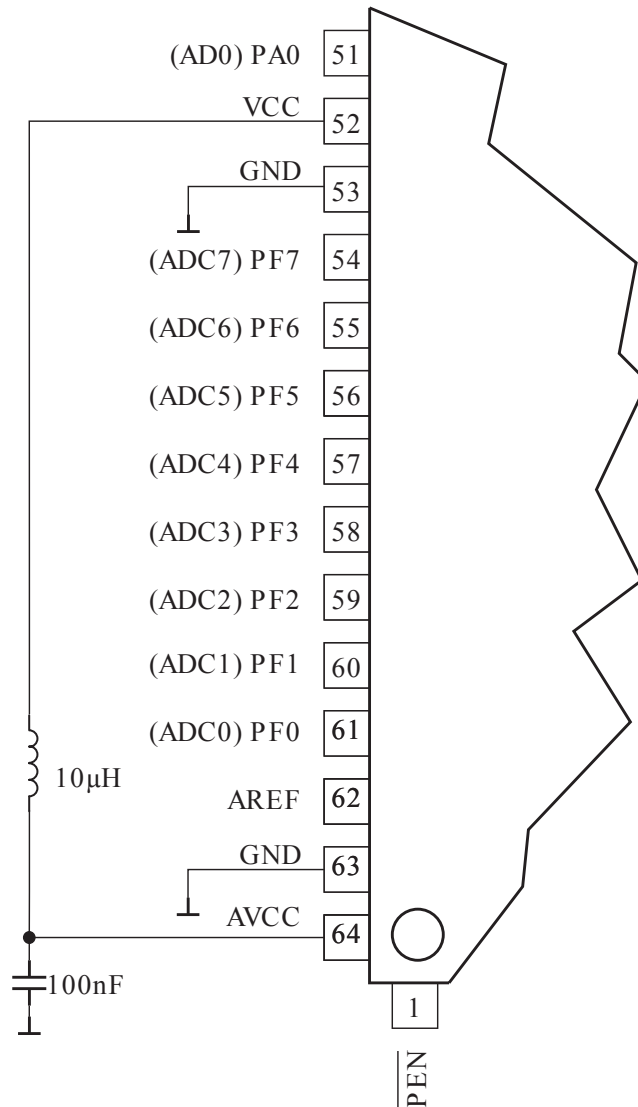 (AD0) PA0 51
VCC 52
GND 53
(ADC7) PF7 54
(ADC6) PF6 55
(ADC5) PF5 56
(ADC4) PF4 57
(ADC3) PF3 58
(ADC2) PF2 59
(ADC1) PF1 60
(ADC0) PF0 61
10μH
AREF 62
GND 63
AVCC 64
100nF
1
PEN